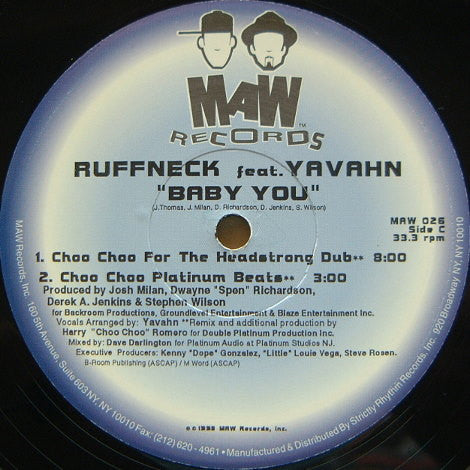 MAW
TM
RECORDS
RUFFNECK feat. YAVAHN
"BABY YOU"
(J.Thomas, J. Milan, D. Richardson, D. Jenkins, S. Wilson)
MAW 026
Side C
33.3 rpm
1. Choo Choo For The Headstrong Dub** 8:00
2. Choo Choo Platinum Beats** 3:00
Produced by Josh Milan, Dwayne "Spen" Richardson,
Derek A. Jenkins & Stephen Wilson
for Backroom Productions, Groundlevel Entertainment & Blaze Entertainment Inc.
Vocals Arranged by: Yavahn **Remix and additional production by
Harry "Choo Choo" Romero for Double Platinum Production Inc.
Mixed by: Dave Darlington for Platinum Audio at Platinum Studios NJ.
Executive Producers: Kenny "Dope" Gonzalez, "Little" Louie Vega, Steve Rosen.
B-Room Publishing (ASCAP) / M Word (ASCAP)
MAW Records, Inc.
MAW Records, Inc. 160 5th Avenue, Suite 603 NY NY 10010 Fax: (212) 620 - 4961 • Manufactured & Distributed By Strictly Rhythm Records, Inc. 920 Broadway NY, NY 10010